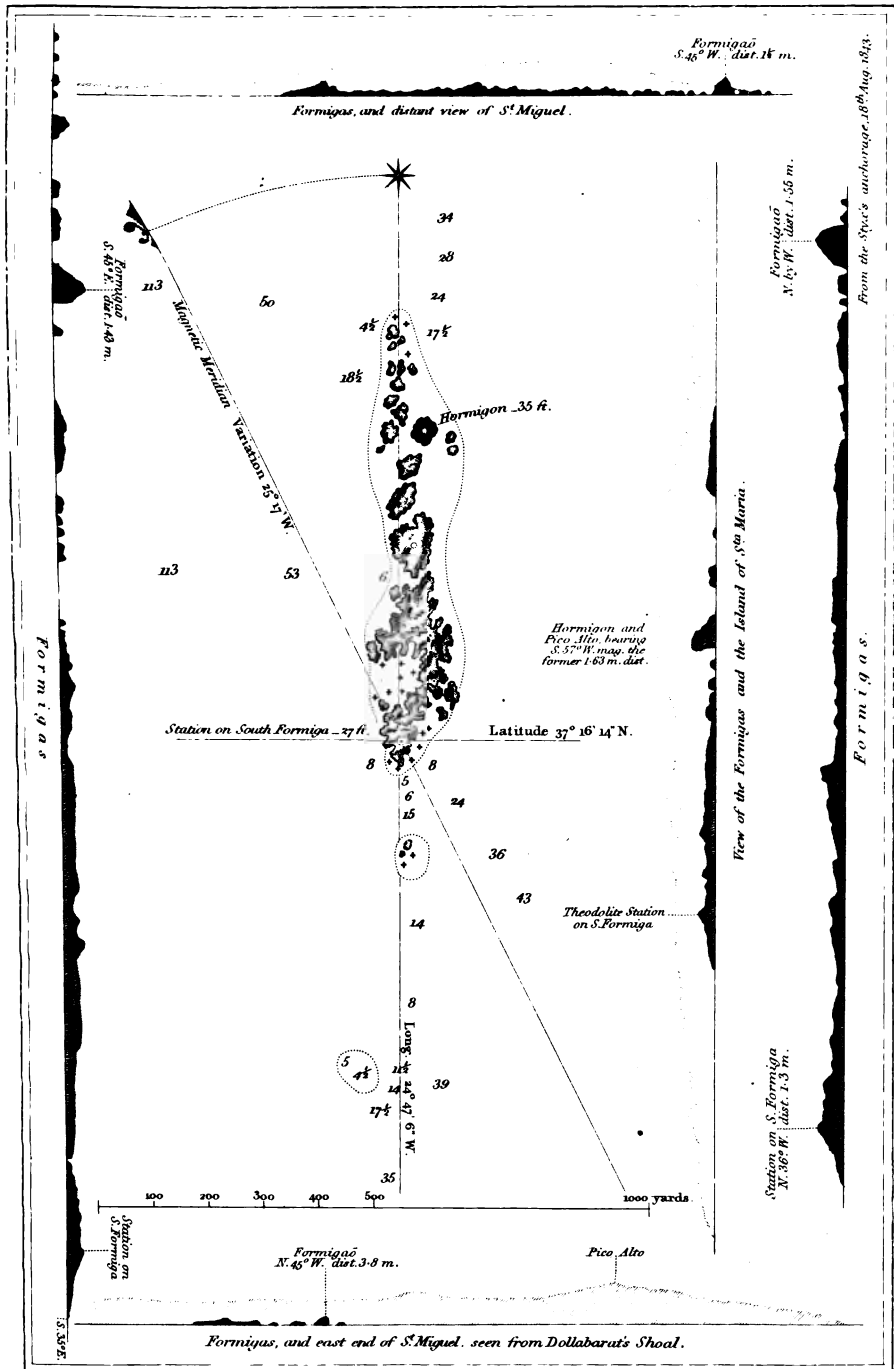 Formigaõ
S. 45° W. dist. 1¼ m.
Formigas, and distant view of St. Miguel.
From the Styx's anchorage, 18th Aug. 1843.
34
28
24
4½
17½
18½
113
50
Formigaõ
S. 45° E. dist. 1·43 m.
Formigaõ
N. by W. dist. 1·55 m.
Magnetic Meridian Variation 25° 17' W.
Hormigon _35 ft.
113
53
6
Hormigon and
Pico Alto, bearing
S. 57° W. mag. the
former 1·63 m. dist.
View of the Formigas and the Island of Sta. Maria.
Formigas
Formigas.
Station on South Formiga _27 ft.
Latitude 37° 16' 14" N.
8
8
5
6
15
24
36
43
14
Theodolite Station
on S. Formiga
8
5
4½
11½
14
17½
39
35
Long. 24° 47' 6" W.
Station on S. Formiga
N. 36° W. dist. 1·3 m.
100 200 300 400 500 1000 yards
Station on
S. Formiga
S. 35° E.
Formigaõ
N. 45° W. dist. 3·8 m.
Pico Alto
Formigas, and east end of St. Miguel. seen from Dollabarat's Shoal.